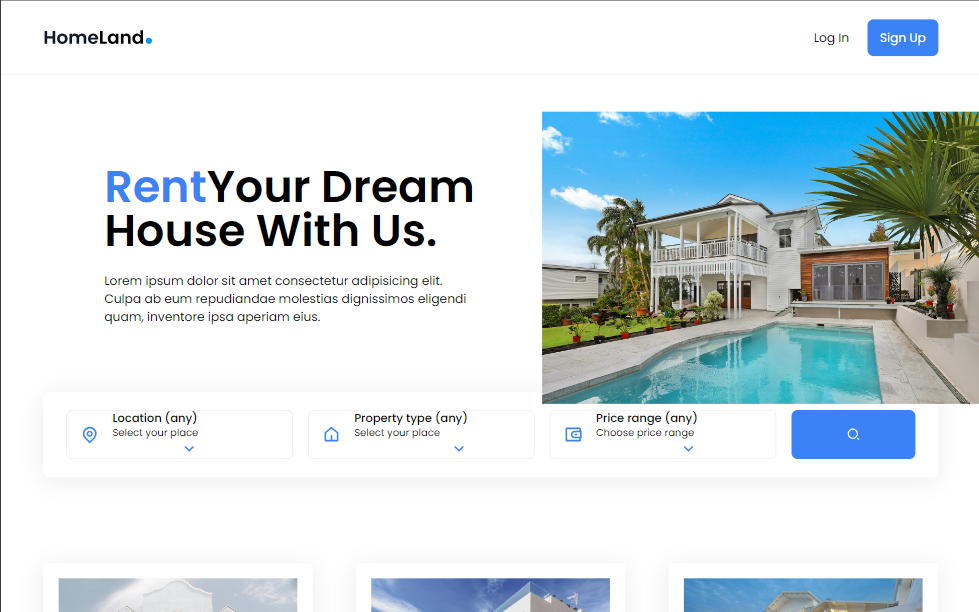 HomeLand.
Log In
Sign Up
RentYour Dream
House With Us.
Lorem ipsum dolor sit amet consectetur adipisicing elit.
Culpa ab eum repudiandae molestias dignissimos eligendi
quam, inventore ipsa aperiam eius.
Location (any)
Select your place
Property type (any)
Select your place
Price range (any)
Choose price range